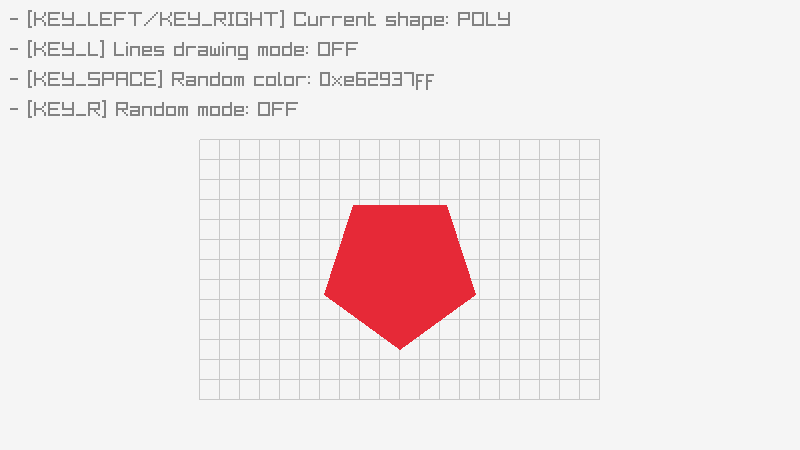 - [KEY_LEFT/KEY_RIGHT] Current shape: POLY
- [KEY_L] Lines drawing mode: OFF
- [KEY_SPACE] Random color: 0xe62937ff
- [KEY_R] Random mode: OFF